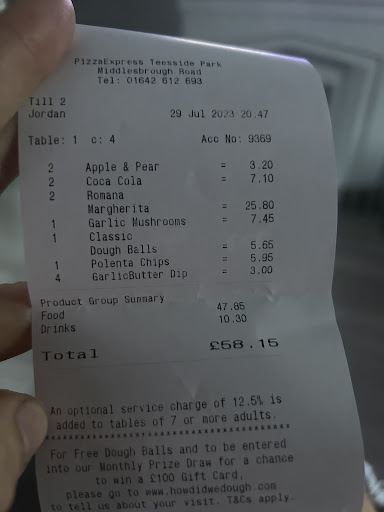 PizzaExpress Teesside Park
Middlesbrough Road
Tel: 01642 612 693
Till 2
Jordan 29 Jul 2023 20:47
Table: 1 c: 4 Acc No: 9369
2 Apple & Pear = 3.20
2 Coca Cola = 7.10
2 Romana
Margherita = 25.80
1 Garlic Mushrooms = 7.45
1 Classic
Dough Balls = 5.65
1 Polenta Chips = 5.95
4 GarlicButter Dip = 3.00
Product Group Summary
Food 47.85
Drinks 10.30
Total £58.15
An optional service charge of 12.5% is
added to tables of 7 or more adults.
****************************************
For Free Dough Balls and to be entered
into our Monthly Prize Draw for a chance
to win a £100 Gift Card,
please go to www.howdidwedough.com
to tell us about your visit. T&Cs apply.